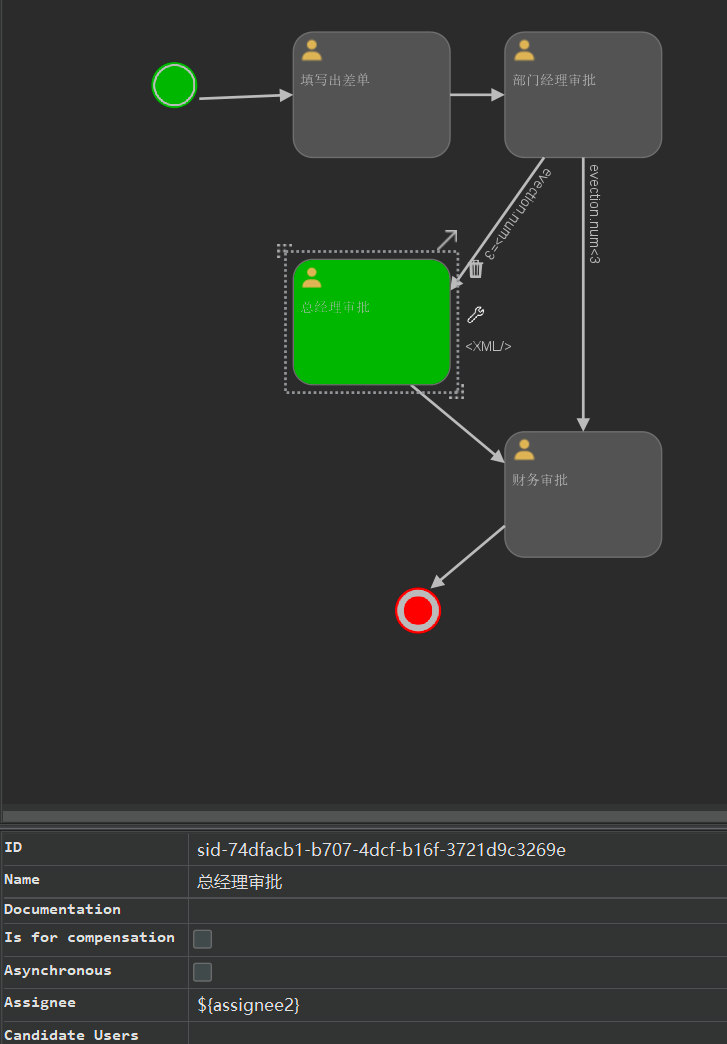 填写出差单
部门经理审批
evection.num>=3
evection.num<3
总经理审批
<XML/>
财务审批
ID
sid-74dfacb1-b707-4dcf-b16f-3721d9c3269e
Name
总经理审批
Documentation
Is for compensation
Asynchronous
Assignee
${assignee2}
Candidate Users